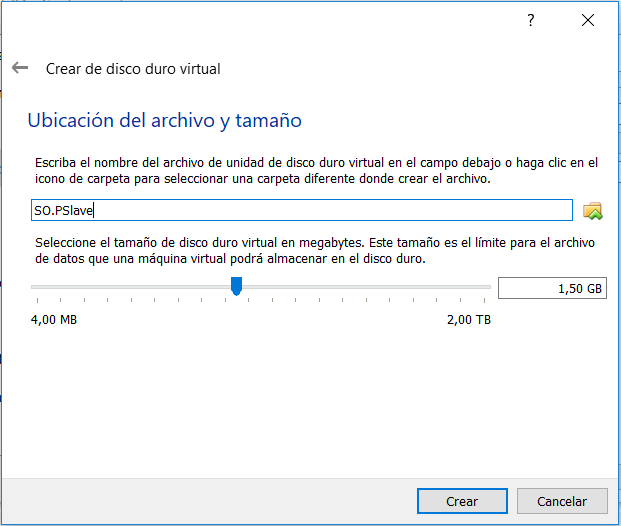 ?
Crear de disco duro virtual
Ubicación del archivo y tamaño
Escriba el nombre del archivo de unidad de disco duro virtual en el campo debajo o haga clic en el
icono de carpeta para seleccionar una carpeta diferente donde crear el archivo.
SO.PSlave
Seleccione el tamaño de disco duro virtual en megabytes. Este tamaño es el límite para el archivo
de datos que una máquina virtual podrá almacenar en el disco duro.
1,50 GB
4,00 MB 2,00 TB
Crear Cancelar